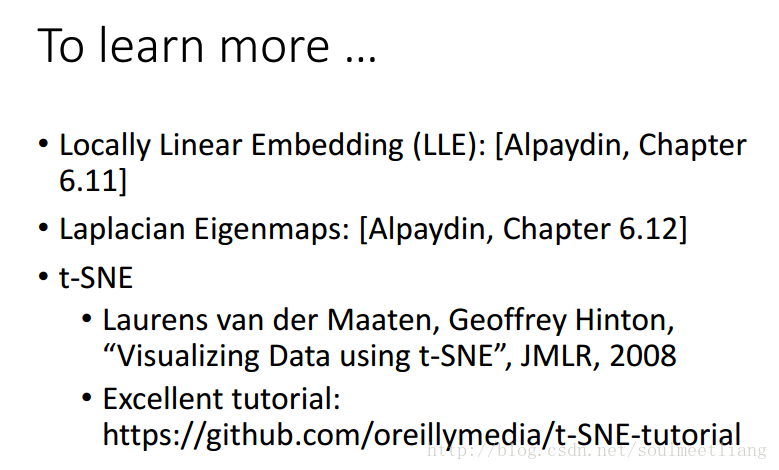 To learn more …
• Locally Linear Embedding (LLE): [Alpaydin, Chapter
6.11]
• Laplacian Eigenmaps: [Alpaydin, Chapter 6.12]
• t-SNE
• Laurens van der Maaten, Geoffrey Hinton,
“Visualizing Data using t-SNE”, JMLR, 2008
• Excellent tutorial:
https://github.com/oreillymedia/t-SNE-tutorial
http://blog.csdn.net/soulmeetliang